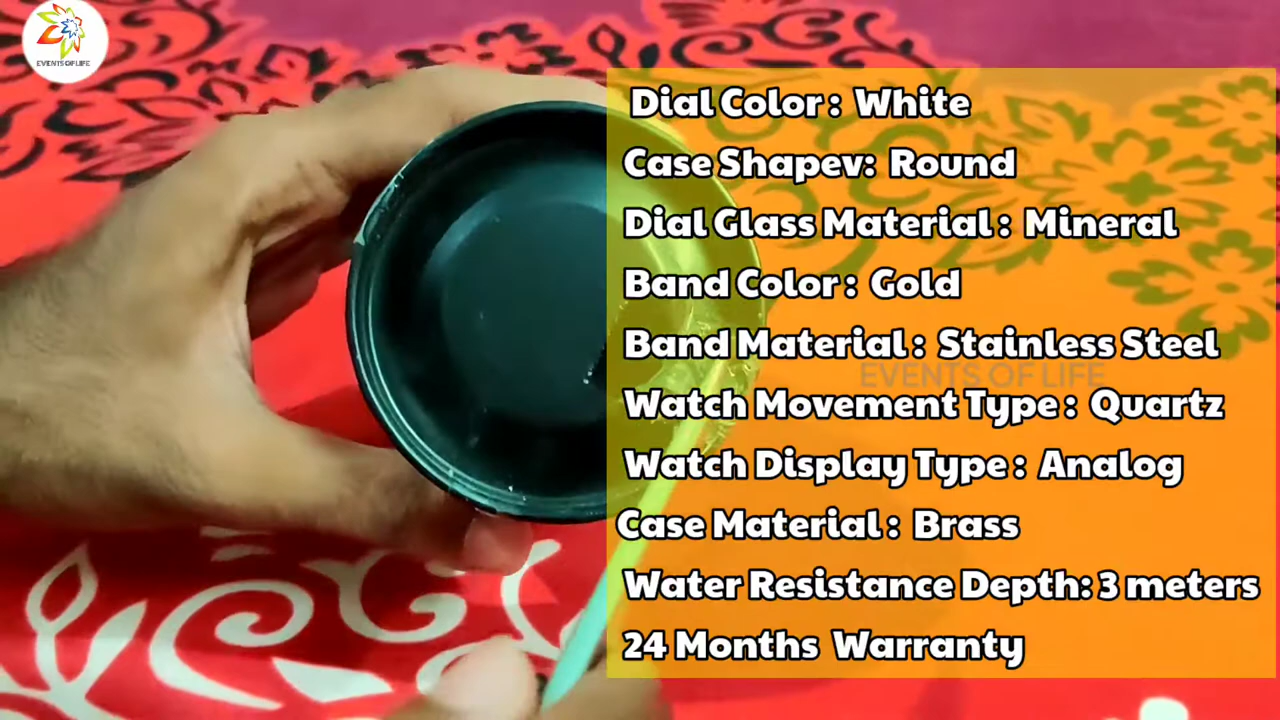 EVENTS OF LIFE
Dial Color : White
Case Shapev: Round
Dial Glass Material : Mineral
Band Color : Gold
Band Material : Stainless Steel
EVENTS OF LIFE
Watch Movement Type : Quartz
Watch Display Type : Analog
Case Material : Brass
Water Resistance Depth: 3 meters
24 Months Warranty